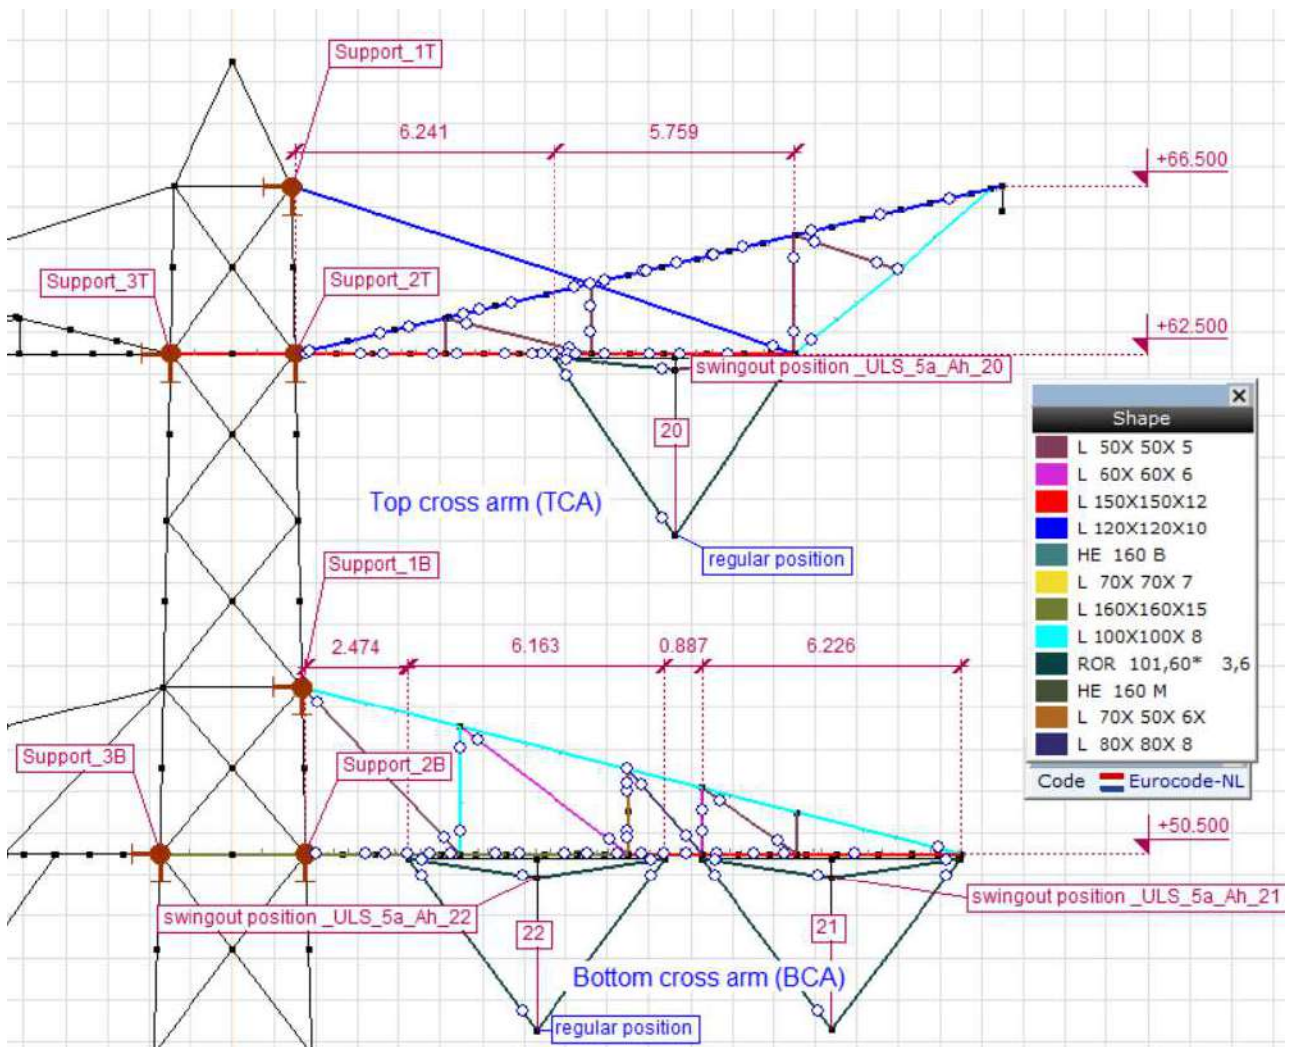 Support_1T
6.241
5.759
+66.500
Support_3T
Support_2T
+62.500
swingout position _ULS_5a_Ah_20
20
Top cross arm (TCA)
regular position
Shape
L 50X 50X 5
L 60X 60X 6
L 150X150X12
L 120X120X10
HE 160 B
L 70X 70X 7
L 160X160X15
L 100X100X 8
ROR 101,60* 3,6
HE 160 M
L 70X 50X 6X
L 80X 80X 8
Code Eurocode-NL
Support_1B
2.474
6.163
0.887
6.226
Support_3B
Support_2B
+50.500
swingout position _ULS_5a_Ah_21
swingout position _ULS_5a_Ah_22
22
21
Bottom cross arm (BCA)
regular position